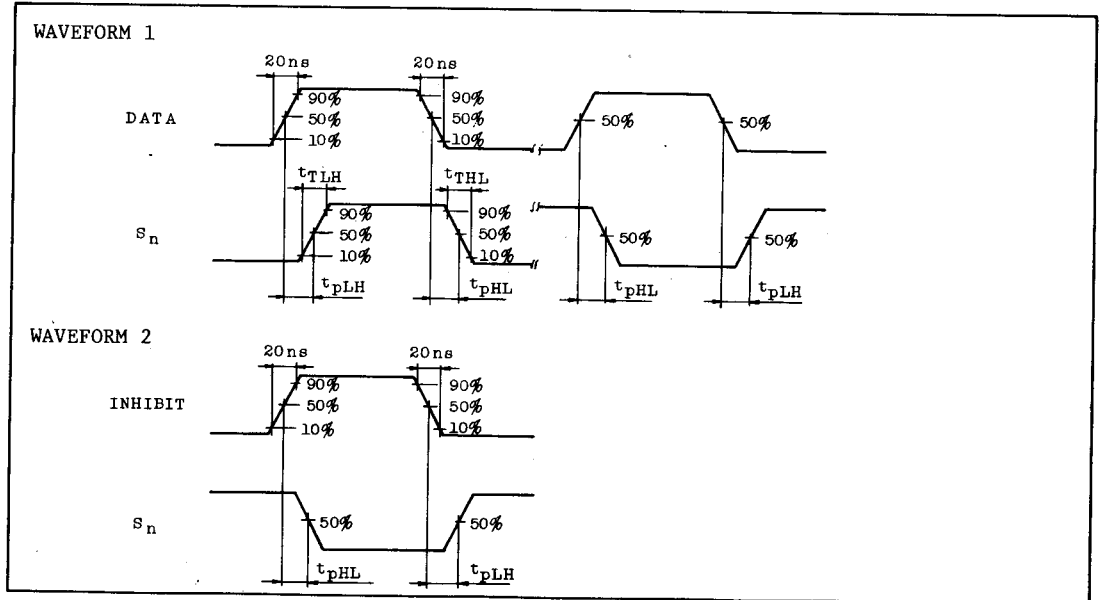 WAVEFORM 1
20ns 20ns
90% 90%
DATA 50% 50% 50% 50%
10% 10%
tTLH tTHL
90% 90%
Sn 50% 50% 50% 50%
10% 10%
tpLH tpHL tpHL tpLH
WAVEFORM 2
20ns 20ns
90% 90%
INHIBIT 50% 50%
10% 10%
Sn 50% 50%
tpHL tpLH